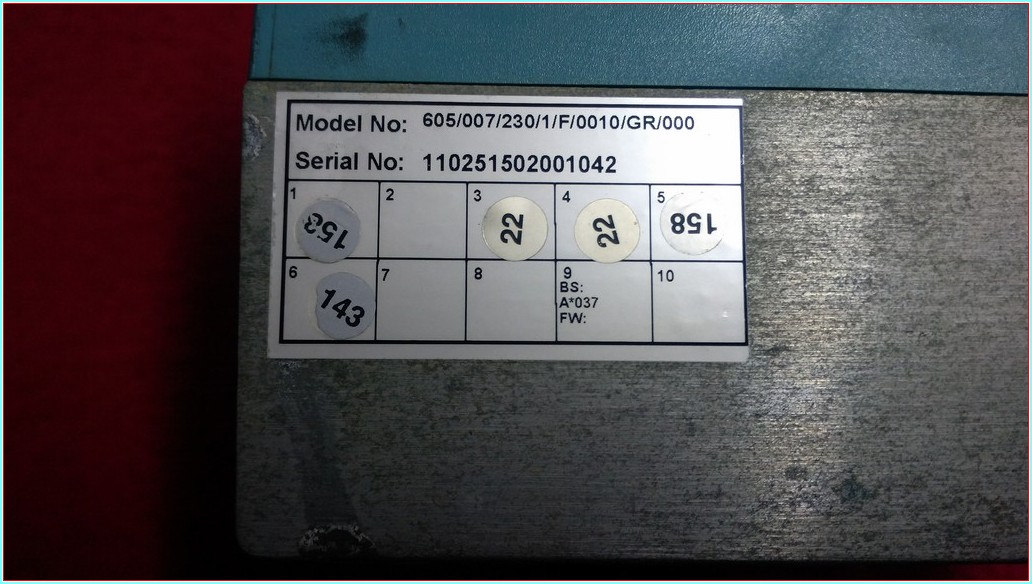 Model No: 605/007/230/1/F/0010/GR/000
Serial No: 110251502001042
1 2 3 4 5
153 22 22 158
6 7 8 9 10
143
BS:
A*037
FW: